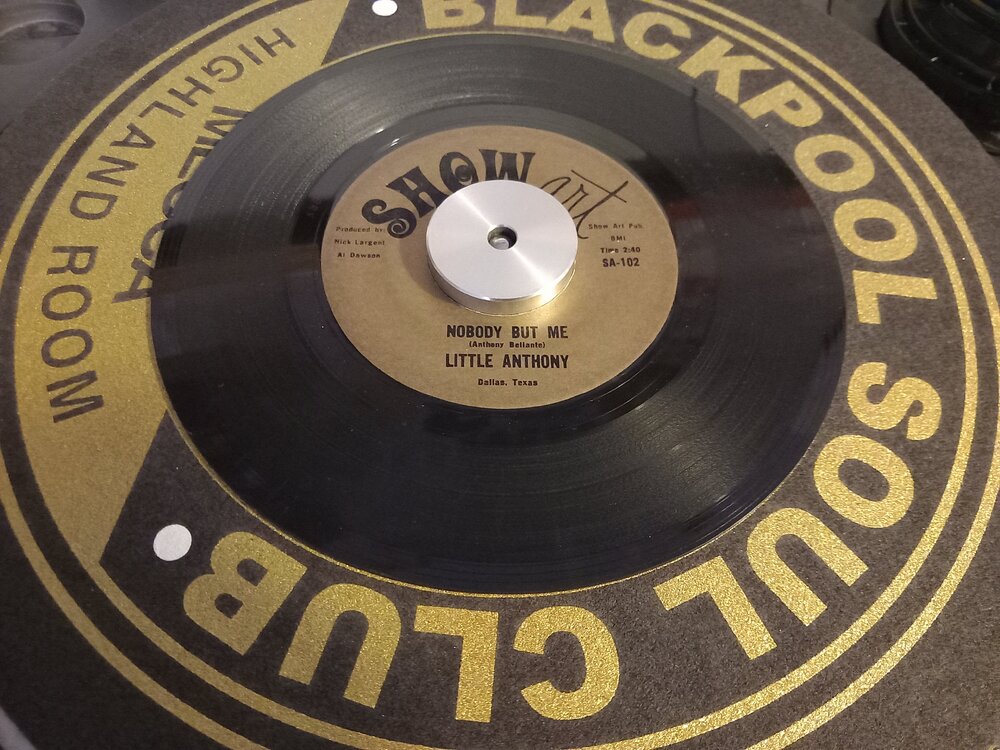 BLACKPOOL SOUL CLUB
HIGHLAND ROOM
MECCA
SHOW art
Produced by:
Nick Largent
Al Dowson
Show Art Pub.
BMI
Time 2:40
SA-102
NOBODY BUT ME
(Anthony Bellante)
LITTLE ANTHONY
Dallas, Texas